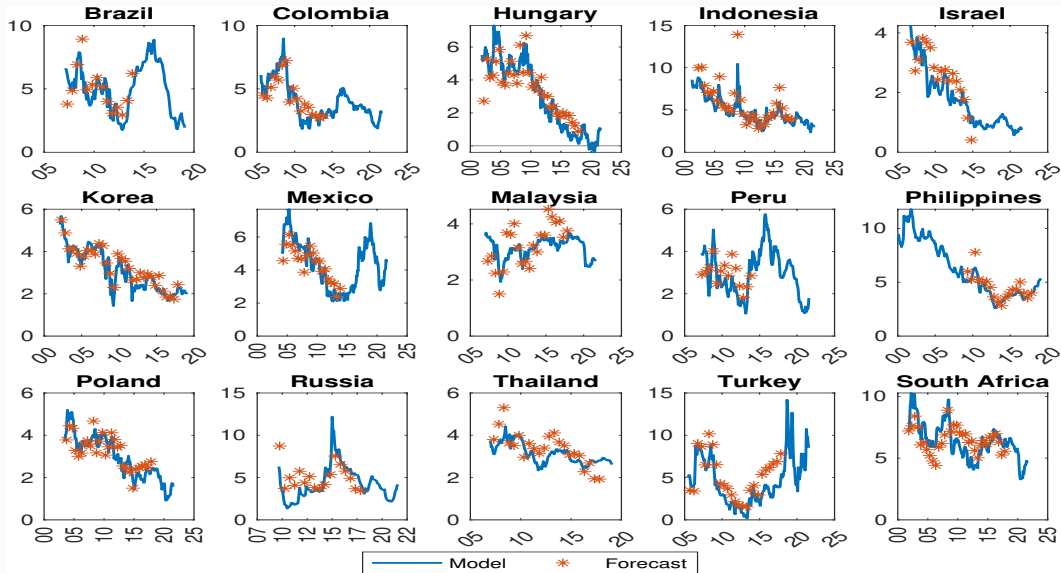 Brazil Colombia Hungary Indonesia Israel
10 5 0 00 05 10 15 20
10 5 0 05 10 15 20 25
6 4 2 0 00 05 10 15 20 25
15 10 5 0 00 05 10 15 20 25
4 2 0 05 10 15 20 25
Korea Mexico Malaysia Peru Philippines
6 4 2 0 00 05 10 15 20
6 4 2 0 00 05 10 15 20 25
4 2 0 05 10 15 20 25
6 4 2 0 05 10 15 20 25
10 5 0 00 05 10 15 20
Poland Russia Thailand Turkey South Africa
6 4 2 0 00 05 10 15 20 25
15 10 5 0 07 10 12 15 17 20 22
6 4 2 0 05 10 15 20
15 10 5 0 05 10 15 20 25
10 5 0 00 05 10 15 20 25
Model Forecast